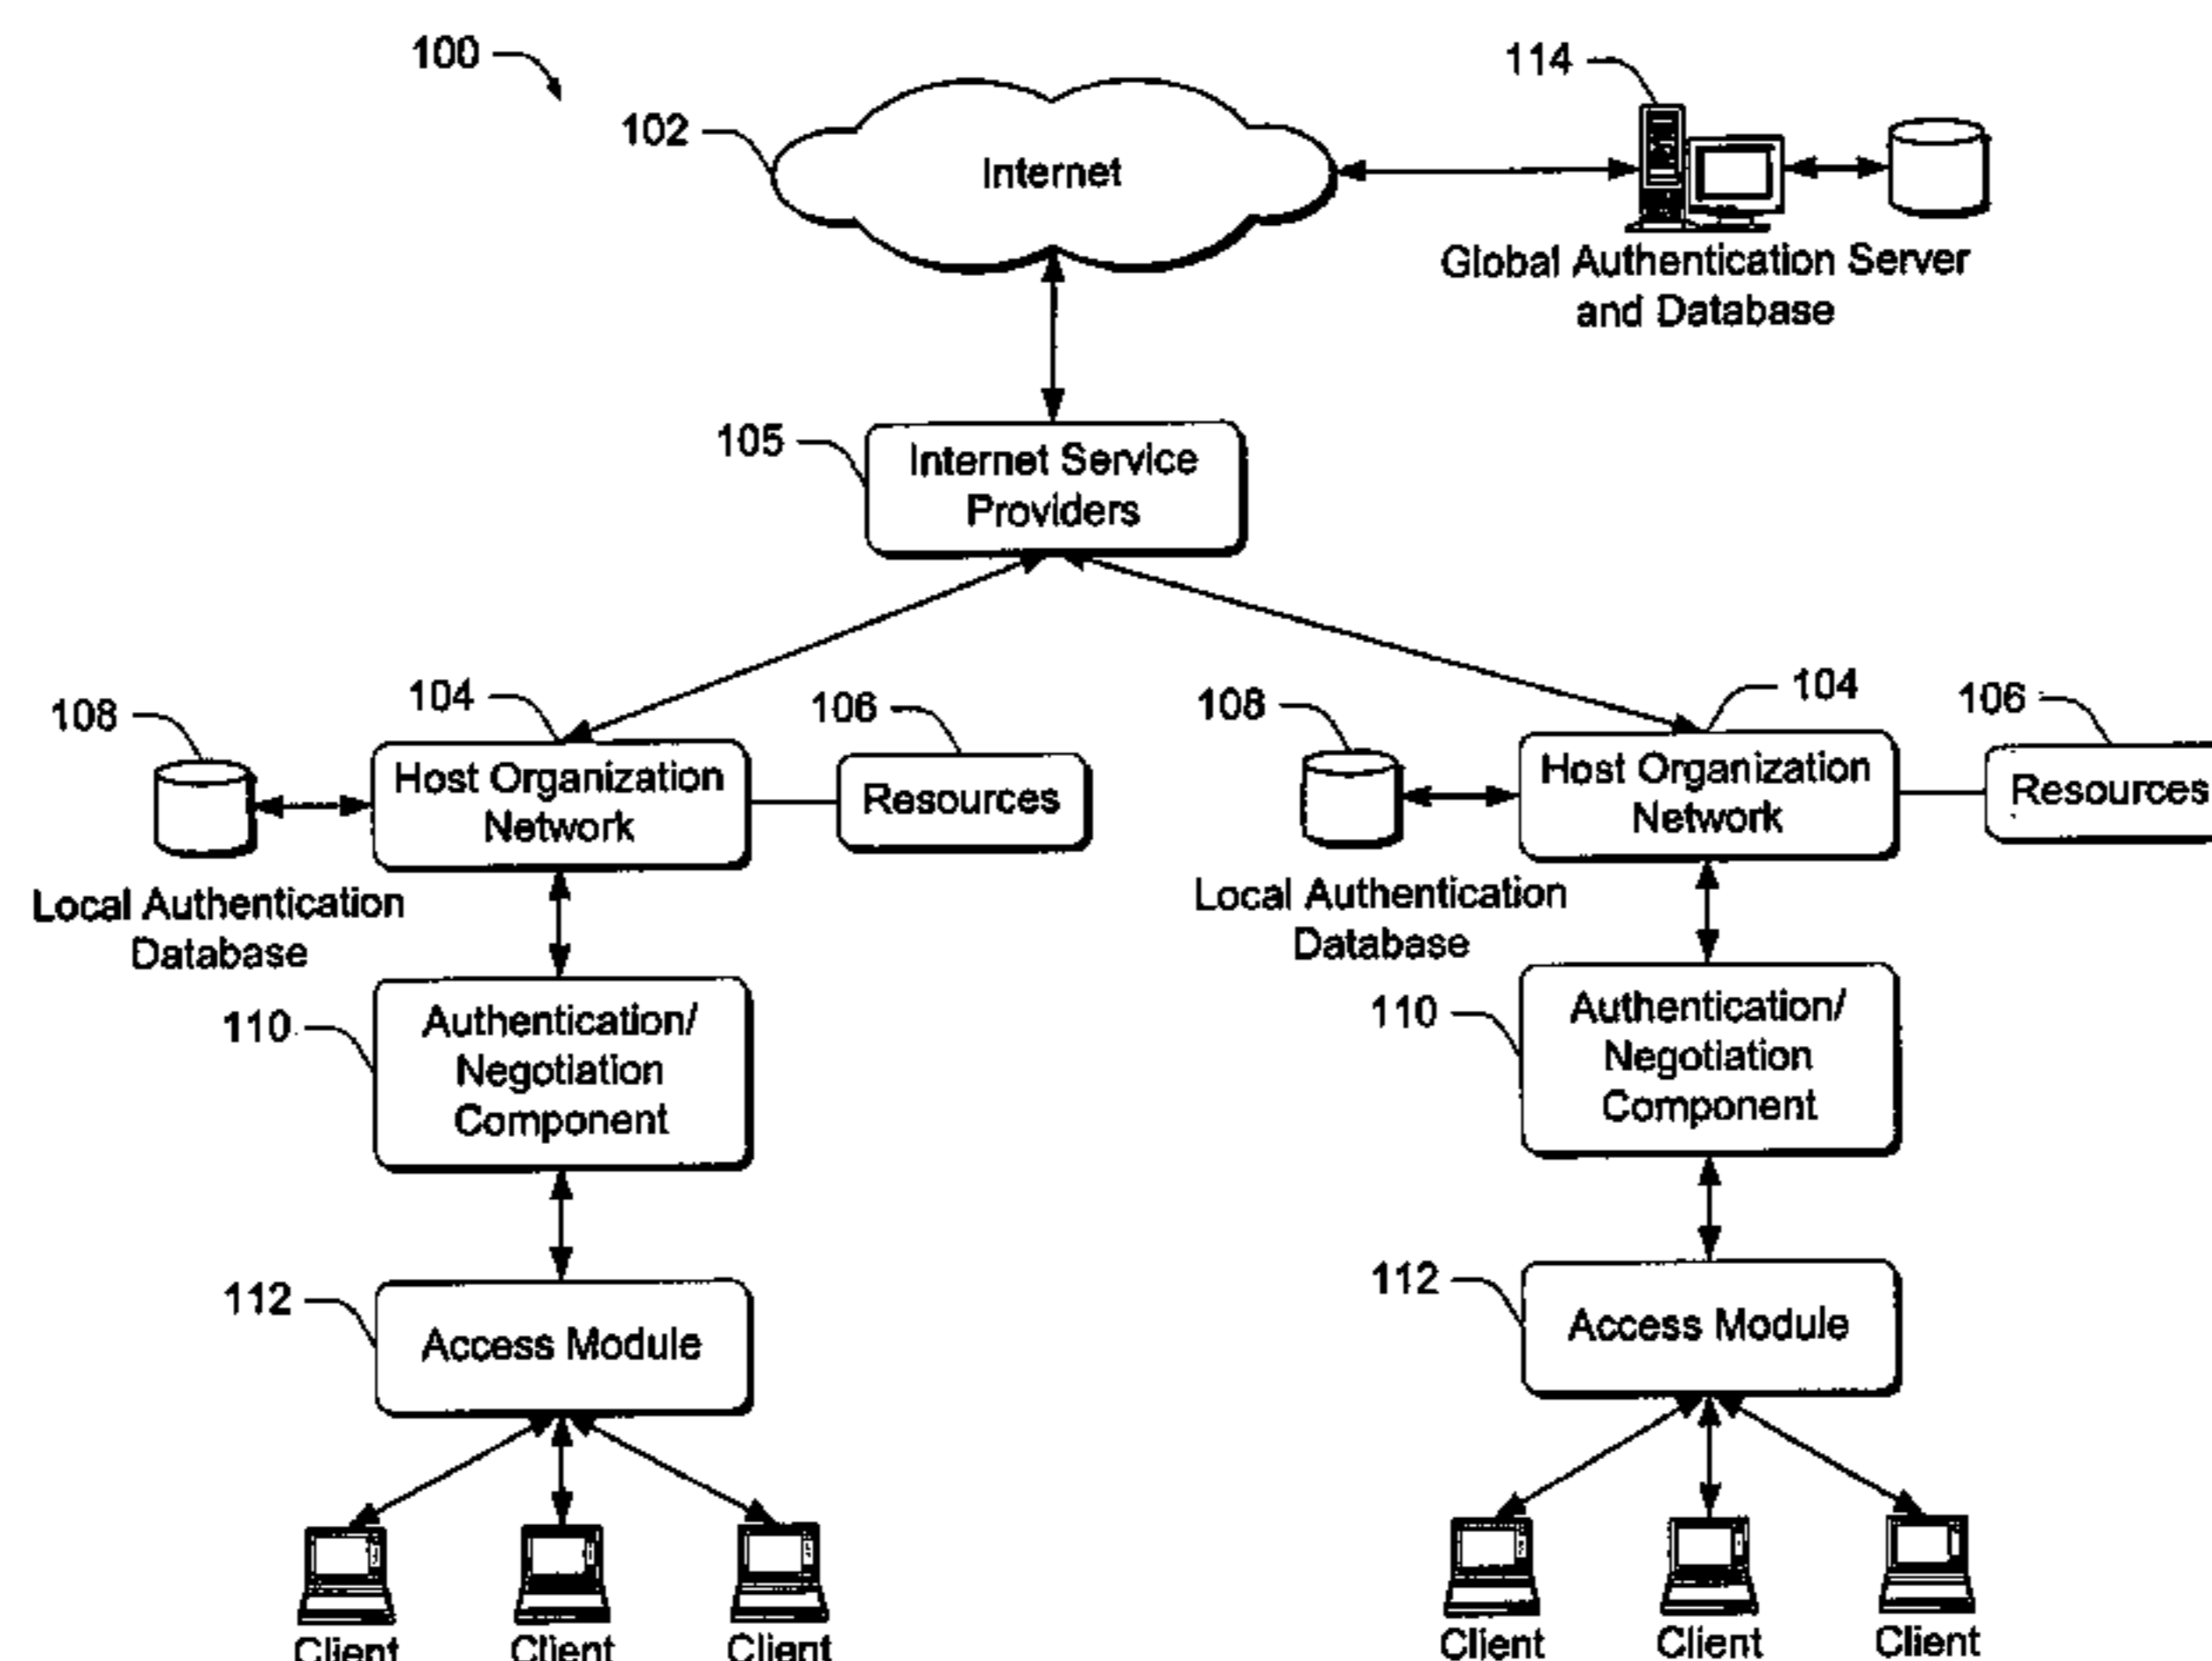 100
114
102
Internet
Global Authentication Server
and Database
105
Internet Service
Providers
108
104
106
Host Organization
Network
Resources
Local Authentication
Database
110
Authentication/
Negotiation
Component
112
Access Module
Client
Client
Client
108
104
106
Host Organization
Network
Resources
Local Authentication
Database
110
Authentication/
Negotiation
Component
112
Access Module
Client
Client
Client